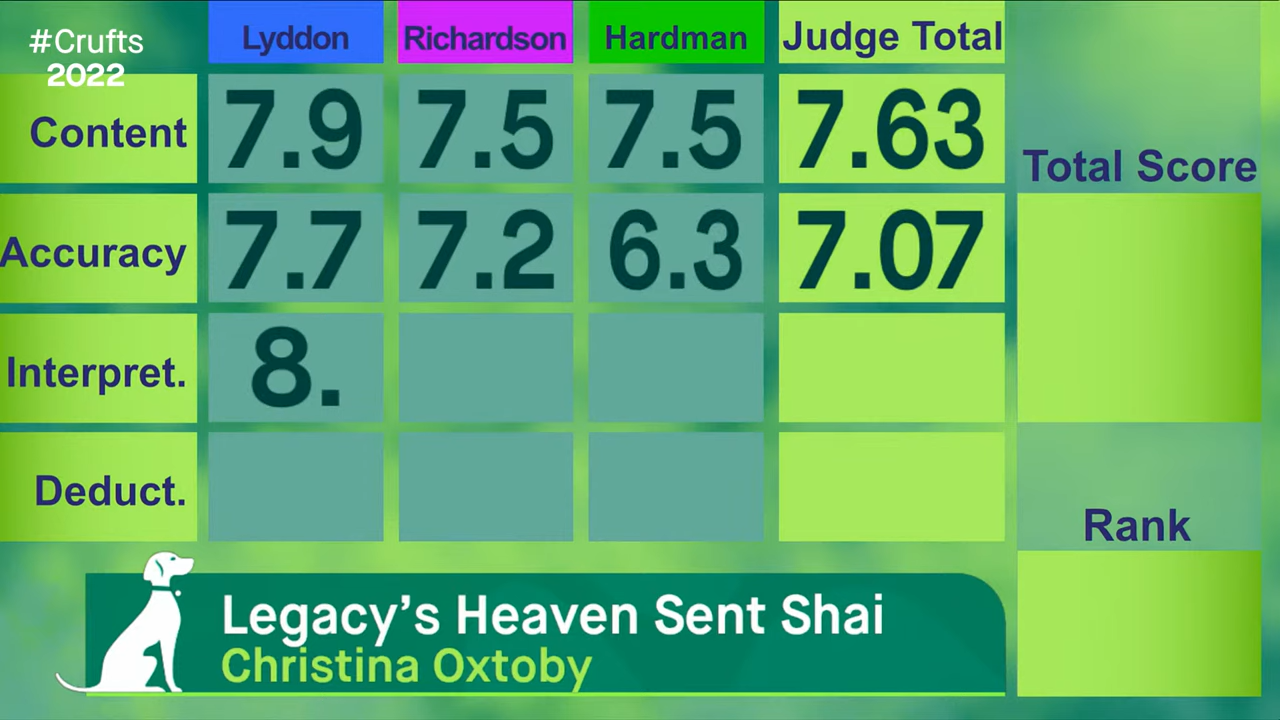 #Crufts
2022
Lyddon Richardson Hardman Judge Total
Content 7.9 7.5 7.5 7.63
Total Score
Accuracy 7.7 7.2 6.3 7.07
Interpret. 8.
Deduct.
Rank
Legacy's Heaven Sent Shai
Christina Oxtoby